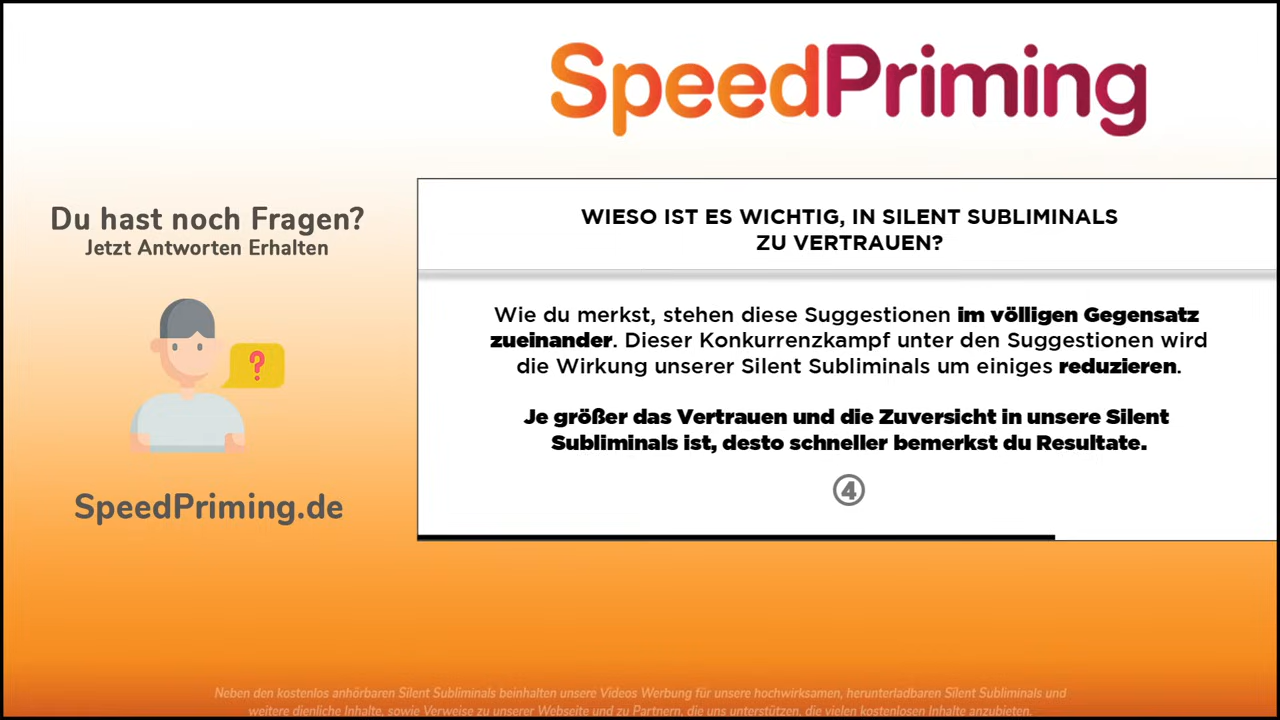 SpeedPriming
Du hast noch Fragen?
Jetzt Antworten Erhalten
?
SpeedPriming.de
WIESO IST ES WICHTIG, IN SILENT SUBLIMINALS
ZU VERTRAUEN?
Wie du merkst, stehen diese Suggestionen im völligen Gegensatz
zueinander. Dieser Konkurrenzkampf unter den Suggestionen wird
die Wirkung unserer Silent Subliminals um einiges reduzieren.
Je größer das Vertrauen und die Zuversicht in unsere Silent
Subliminals ist, desto schneller bemerkst du Resultate.
4
Neben den kostenlos anhörbaren Silent Subliminals beinhalten unsere Videos Werbung für unsere hochwirksamen, herunterladbaren Silent Subliminals und
weitere dienliche Inhalte, sowie Verweise zu unserer Webseite und zu Partnern, die uns unterstützen, die vielen kostenlosen Inhalte anzubieten.